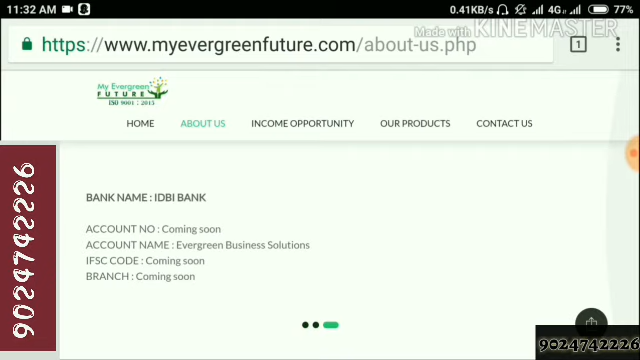 11:32 AM
0.41KB/s 4G 77%
Made with KINEMASTER
https://www.myevergreenfuture.com/about-us.php
1
My Evergreen
FUTURE
ISO 9001 : 2015
HOME ABOUT US INCOME OPPORTUNITY OUR PRODUCTS CONTACT US
9024742226
BANK NAME : IDBI BANK
ACCOUNT NO : Coming soon
ACCOUNT NAME : Evergreen Business Solutions
IFSC CODE : Coming soon
BRANCH : Coming soon
9024742226